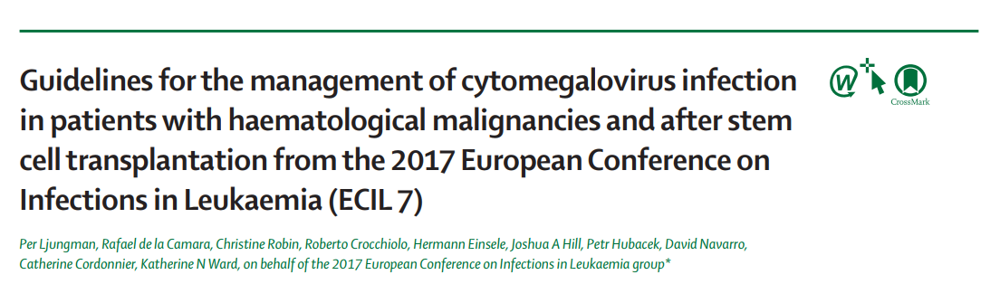 Guidelines for the management of cytomegalovirus infection
in patients with haematological malignancies and after stem
cell transplantation from the 2017 European Conference on
Infections in Leukaemia (ECIL 7)
W
CrossMark
Per Ljungman, Rafael de la Camara, Christine Robin, Roberto Crocchiolo, Hermann Einsele, Joshua A Hill, Petr Hubacek, David Navarro,
Catherine Cordonnier, Katherine N Ward, on behalf of the 2017 European Conference on Infections in Leukaemia group*